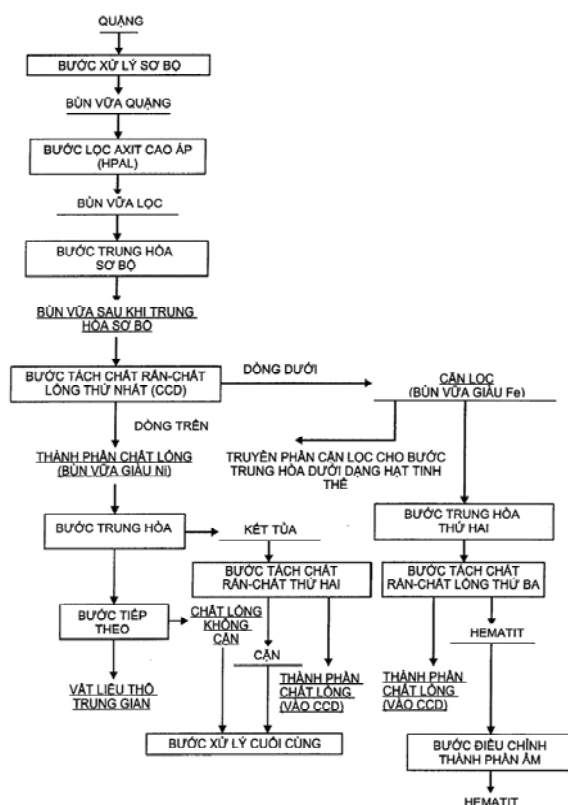 QUẶNG
BƯỚC XỬ LÝ SƠ BỘ
BÙN VỮA QUẶNG
BƯỚC LỌC AXIT CAO ÁP
(HPAL)
BÙN VỮA LỌC
BƯỚC TRUNG HÒA
SƠ BỘ
BÙN VỮA SAU KHI TRUNG
HÒA SƠ BỘ
BƯỚC TÁCH CHẤT RẮN-CHẤT
LỎNG THỨ NHẤT (CCD)
DÒNG DƯỚI
CẶN LỌC
(BÙN VỮA GIÀU Fe)
DÒNG TRÊN
THÀNH PHẦN CHẤT LỎNG
(BÙN VỮA GIÀU Ni)
TRUYỀN PHẦN CẶN LỌC CHO BƯỚC
TRUNG HÒA DƯỚI DẠNG HẠT TINH
THỂ
BƯỚC TRUNG HÒA
KẾT TỦA
BƯỚC TRUNG HÒA
THỨ HAI
BƯỚC TÁCH CHẤT
RẮN-CHẤT THỨ HAI
BƯỚC TÁCH CHẤT
RẮN-CHẤT LỎNG THỨ BA
BƯỚC TIẾP
THEO
CHẤT LỎNG
KHÔNG
CẶN
CẶN
HEMATIT
VẬT LIỆU THÔ
TRUNG GIAN
THÀNH PHẦN
CHẤT LỎNG
(VÀO CCD)
THÀNH PHẦN
CHẤT LỎNG
(VÀO CCD)
BƯỚC XỬ LÝ CUỐI CÙNG
BƯỚC ĐIỀU CHỈNH
THÀNH PHẦN ẨM
HEMATIT